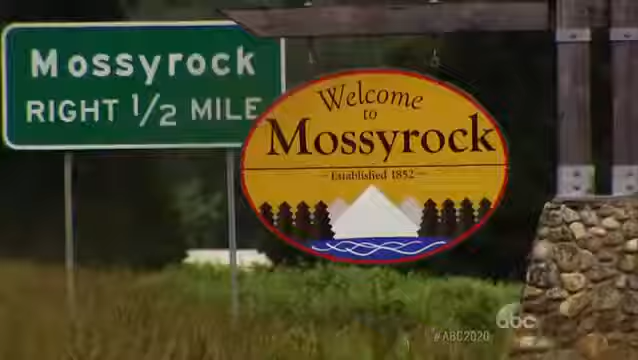 Mossyrock
RIGHT 1/2 MILE
Welcome
to
Mossyrock
Established 1852
abc
#ABC2020